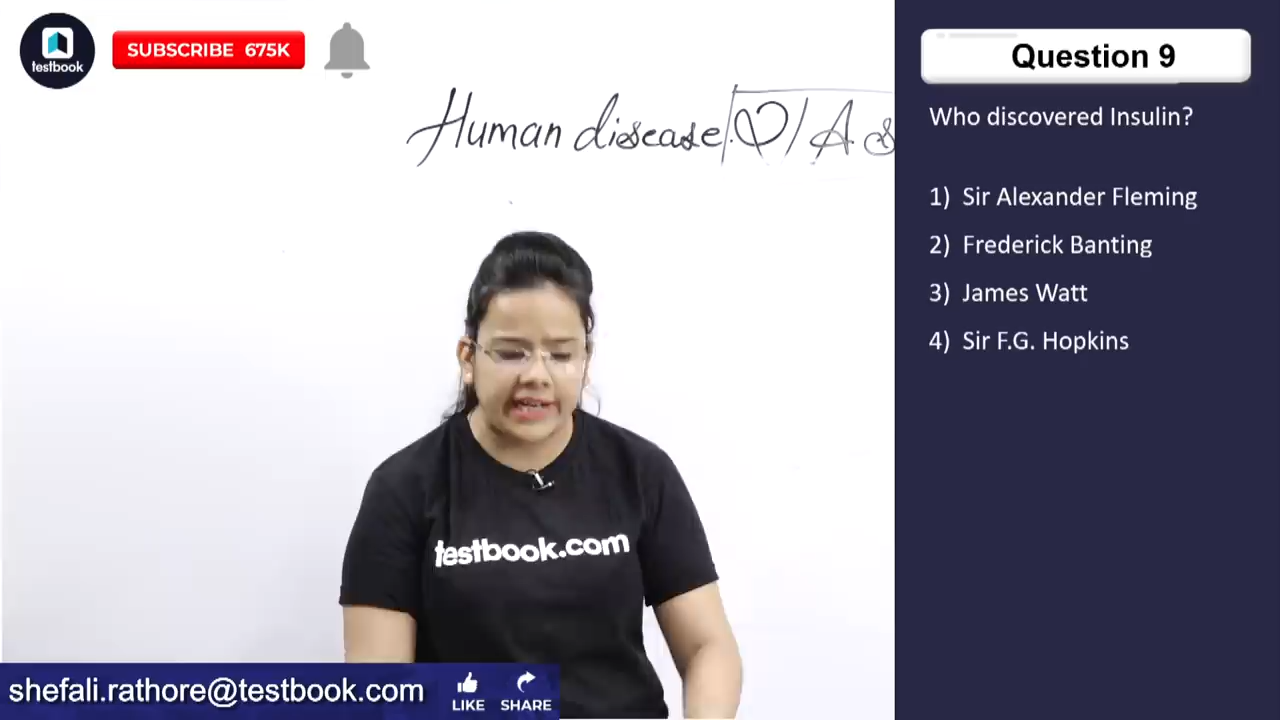 testbook
SUBSCRIBE 675K
Human disease
Question 9
Who discovered Insulin?
1) Sir Alexander Fleming
2) Frederick Banting
3) James Watt
4) Sir F.G. Hopkins
testbook.com
shefali.rathore@testbook.com
LIKE
SHARE